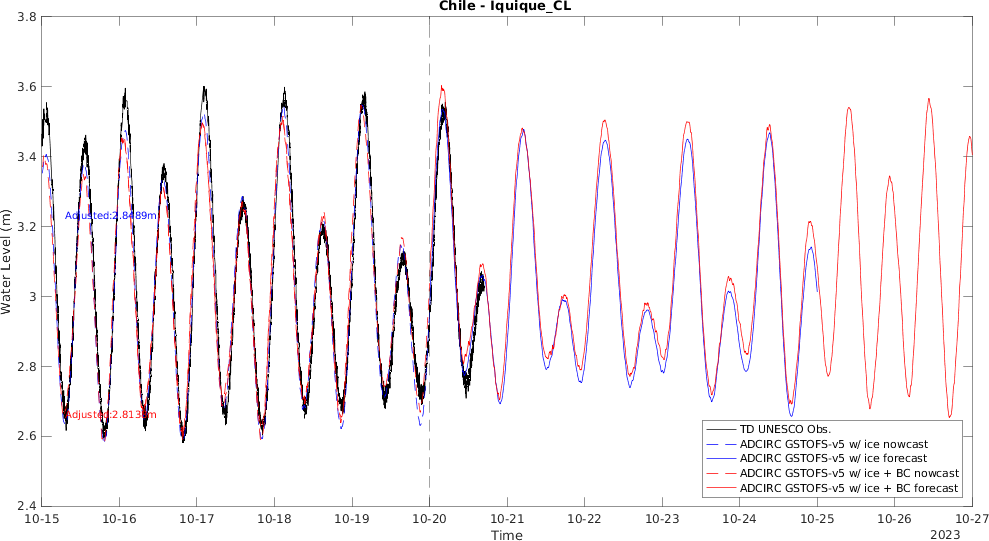 Chile - Iquique_CL
Water Level (m)
3.8
3.6
3.4
3.2
3
2.8
2.6
2.4
Adjusted:2.8489m
TD UNESCO Obs.
ADCIRC GSTOFS-v5 w/ ice nowcast
ADCIRC GSTOFS-v5 w/ ice forecast
ADCIRC GSTOFS-v5 w/ ice + BC nowcast
ADCIRC GSTOFS-v5 w/ ice + BC forecast
10-15 10-16 10-17 10-18 10-19 10-20 10-21 10-22 10-23 10-24 10-25 10-26 10-27
Time
2023